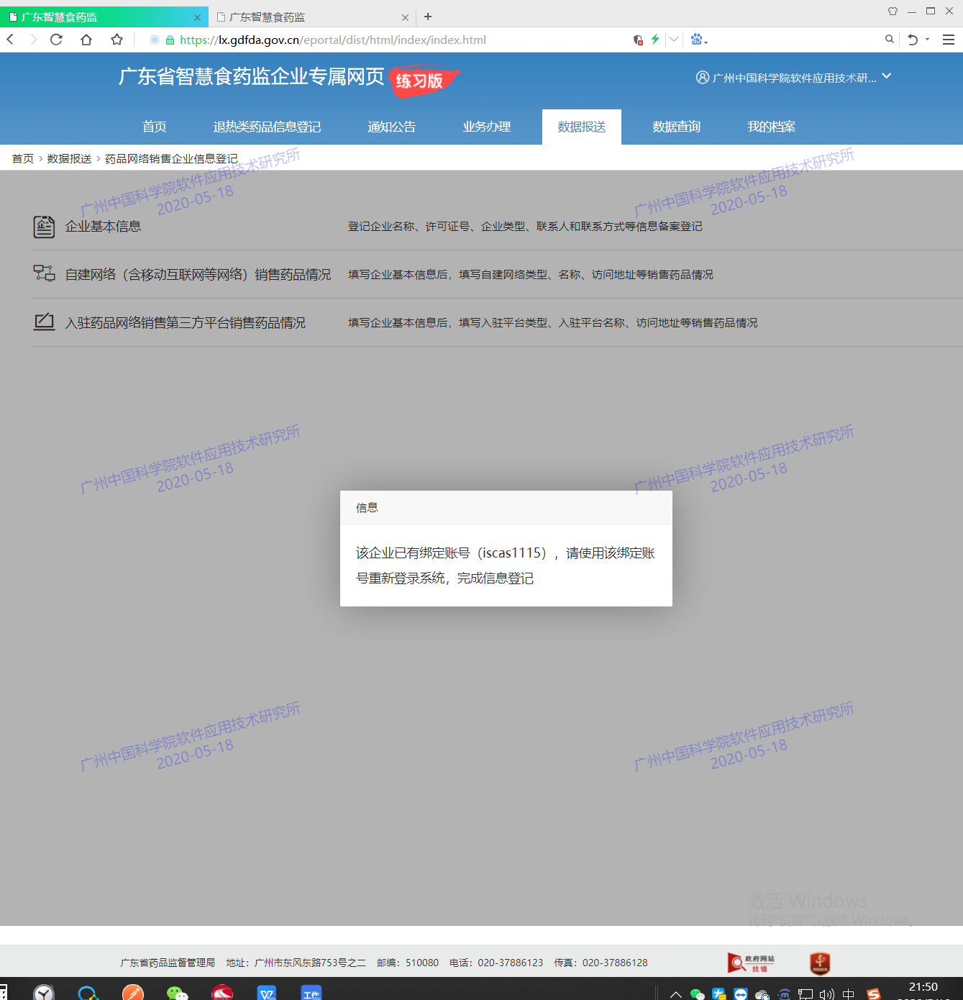 广东智慧食药监
广东智慧食药监
https://lx.gdfda.gov.cn/eportal/dist/html/index/index.html
广东省智慧食药监企业专属网页 练习版
广州中国科学院软件应用技术研...
首页 退热类药品信息登记 通知公告 业务办理 数据报送 数据查询 我的档案
首页 > 数据报送 > 药品网络销售企业信息登记
广州中国科学院软件应用技术研究所
2020-05-18
广州中国科学院软件应用技术研究所
2020-05-18
企业基本信息 登记企业名称、许可证号、企业类型、联系人和联系方式等信息备案登记
自建网络（含移动互联网等网络）销售药品情况 填写企业基本信息后，填写自建网络类型、名称、访问地址等销售药品情况
入驻药品网络销售第三方平台销售药品情况 填写企业基本信息后，填写入驻平台类型、入驻平台名称、访问地址等销售药品情况
广州中国科学院软件应用技术研究所
2020-05-18
广州中国科学院软件应用技术研究所
2020-05-18
信息
该企业已有绑定账号（iscas1115），请使用该绑定账
号重新登录系统，完成信息登记
广州中国科学院软件应用技术研究所
2020-05-18
广州中国科学院软件应用技术研究所
2020-05-18
激活 Windows
转到"设置"以激活 Windows。
广东省药品监督管理局 地址：广州市东风东路753号之二 邮编：510080 电话：020-37886123 传真：020-37886128
政府网站
找错
工作
中
21:50